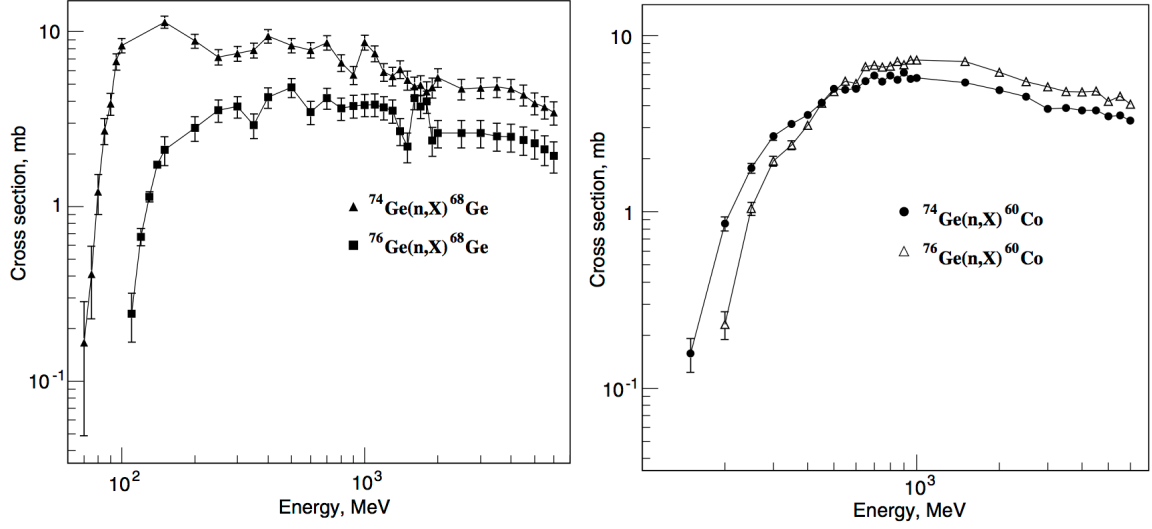 Cross section, mb
10
1
10⁻¹
⁷⁴Ge(n,X)⁶⁸Ge
⁷⁶Ge(n,X)⁶⁸Ge
10²
10³
Energy, MeV
Cross section, mb
10
1
10⁻¹
⁷⁴Ge(n,X)⁶⁰Co
⁷⁶Ge(n,X)⁶⁰Co
10³
Energy, MeV